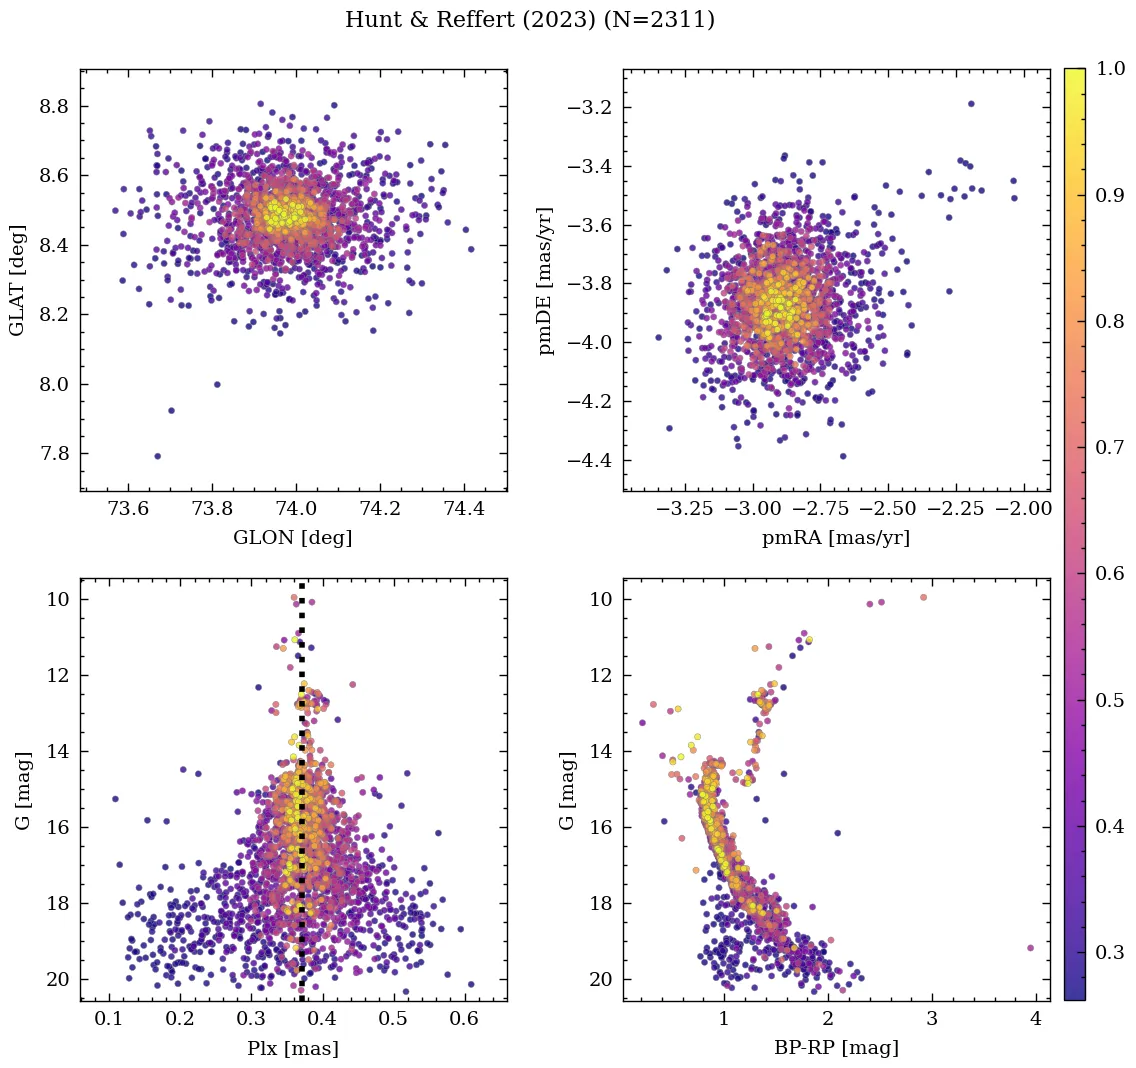 Hunt & Reffert (2023) (N=2311)
8.8
8.6
8.4
8.2
8.0
7.8
GLAT [deg]
73.6 73.8 74.0 74.2 74.4
GLON [deg]
−3.2
−3.4
−3.6
−3.8
−4.0
−4.2
−4.4
pmDE [mas/yr]
−3.25 −3.00 −2.75 −2.50 −2.25 −2.00
pmRA [mas/yr]
10
12
14
16
18
20
G [mag]
0.1 0.2 0.3 0.4 0.5 0.6
Plx [mas]
10
12
14
16
18
20
G [mag]
1 2 3 4
BP-RP [mag]
1.0
0.9
0.8
0.7
0.6
0.5
0.4
0.3